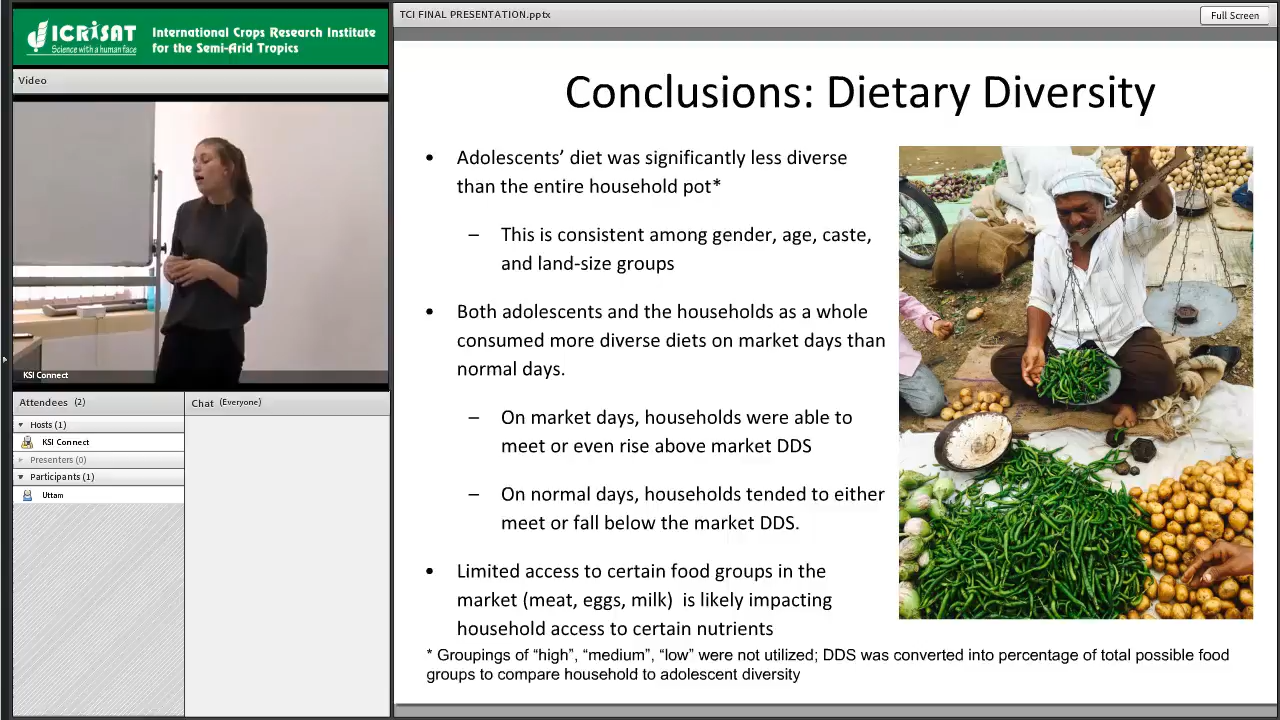 ICRISAT
Science with a human face
International Crops Research Institute
for the Semi-Arid Tropics
TCI FINAL PRESENTATION.pptx
Full Screen
Video
KSI Connect
Attendees (2)
Hosts (1)
KSI Connect
Presenters (0)
Participants (1)
Uttam
Chat (Everyone)
Conclusions: Dietary Diversity
• Adolescents’ diet was significantly less diverse
than the entire household pot*
– This is consistent among gender, age, caste,
and land-size groups
• Both adolescents and the households as a whole
consumed more diverse diets on market days than
normal days.
– On market days, households were able to
meet or even rise above market DDS
– On normal days, households tended to either
meet or fall below the market DDS.
• Limited access to certain food groups in the
market (meat, eggs, milk) is likely impacting
household access to certain nutrients
* Groupings of “high”, “medium”, “low” were not utilized; DDS was converted into percentage of total possible food
groups to compare household to adolescent diversity